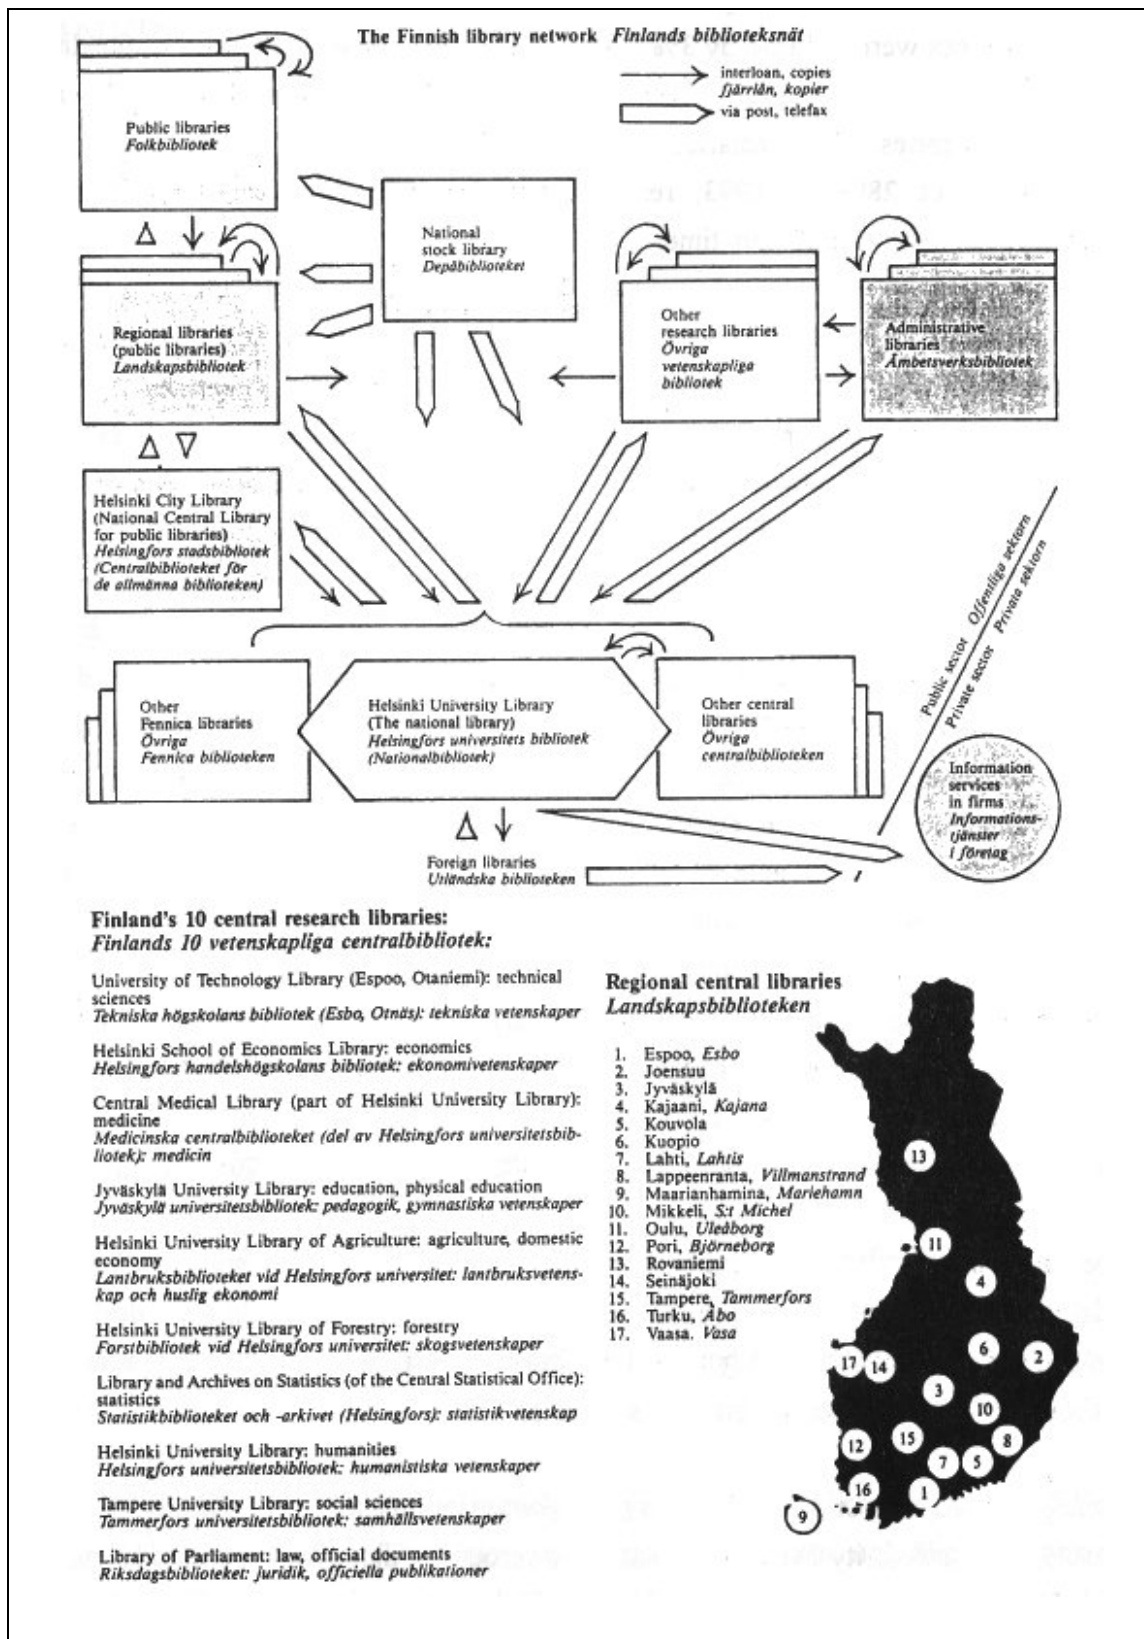 The Finnish library network Finlands biblioteksnät
interloan, copies
fjärrlån, kopier
via post, telefax
Public libraries
Folkbibliotek
National
stock library
Depåbiblioteket
Regional libraries
(public libraries)
Landskapsbibliotek
Other
research libraries
Övriga
vetenskapliga
bibliotek
Administrative
libraries
Ämbetsverksbibliotek
Helsinki City Library
(National Central Library
for public libraries)
Helsingfors stadsbibliotek
(Centralbiblioteket för
de allmänna biblioteken)
Public sector Offentliga sektorn
Private sector Privata sektorn
Other
Fennica libraries
Övriga
Fennica biblioteken
Helsinki University Library
(The national library)
Helsingfors universitets bibliotek
(Nationalbibliotek)
Other central
libraries
Övriga
centralbiblioteken
Information
services
in firms
Informations-
tjänster
i företag
Foreign libraries
Utländska biblioteken
Finland's 10 central research libraries:
Finlands 10 vetenskapliga centralbibliotek:
University of Technology Library (Espoo, Otaniemi): technical
sciences
Tekniska högskolans bibliotek (Esbo, Otnäs): tekniska vetenskaper
Helsinki School of Economics Library: economics
Helsingfors handelshögskolans bibliotek: ekonomivetenskaper
Central Medical Library (part of Helsinki University Library):
medicine
Medicinska centralbiblioteket (del av Helsingfors universitetsbib-
liotek): medicin
Jyväskylä University Library: education, physical education
Jyväskylä universitetsbibliotek: pedagogik, gymnastiska vetenskaper
Helsinki University Library of Agriculture: agriculture, domestic
economy
Lantbruksbiblioteket vid Helsingfors universitet: lantbruksvetens-
kap och huslig ekonomi
Helsinki University Library of Forestry: forestry
Forstbibliotek vid Helsingfors universitet: skogsvetenskaper
Library and Archives on Statistics (of the Central Statistical Office):
statistics
Statistikbiblioteket och -arkivet (Helsingfors): statistikvetenskap
Helsinki University Library: humanities
Helsingfors universitetsbibliotek: humanistiska vetenskaper
Tampere University Library: social sciences
Tammerfors universitetsbibliotek: samhällsvetenskaper
Library of Parliament: law, official documents
Riksdagsbiblioteket: juridik, officiella publikationer
Regional central libraries
Landskapsbiblioteken
1. Espoo, Esbo
2. Joensuu
3. Jyväskylä
4. Kajaani, Kajana
5. Kouvola
6. Kuopio
7. Lahti, Lahtis
8. Lappeenranta, Villmanstrand
9. Maarianhamina, Mariehamn
10. Mikkeli, S:t Michel
11. Oulu, Uleåborg
12. Pori, Björneborg
13. Rovaniemi
14. Seinäjoki
15. Tampere, Tammerfors
16. Turku, Åbo
17. Vaasa. Vasa
13
11
4
6
2
17
14
3
10
12
15
8
7
5
16
1
9